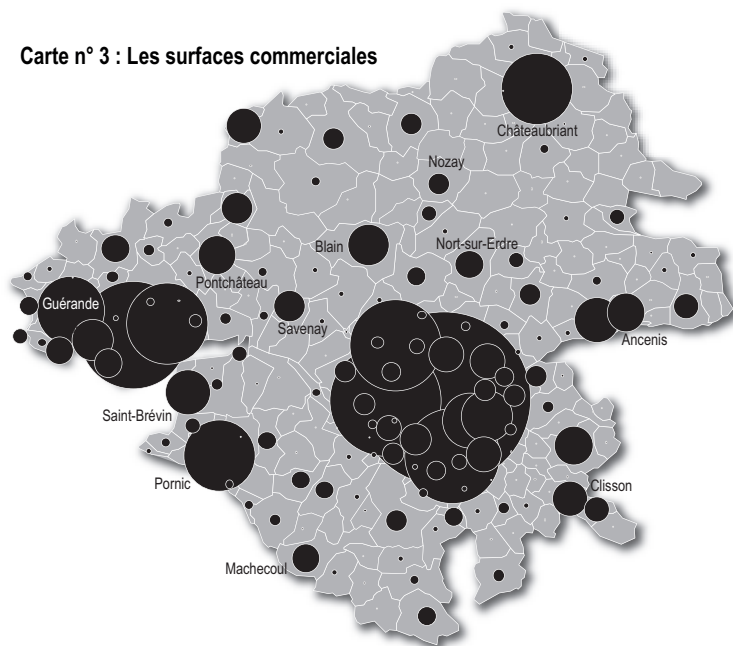 Carte n° 3 : Les surfaces commerciales
Châteaubriant
Nozay
Blain
Nort-sur-Erdre
Pontchâteau
Guérande
Savenay
Ancenis
Saint-Brévin
Pornic
Clisson
Machecoul